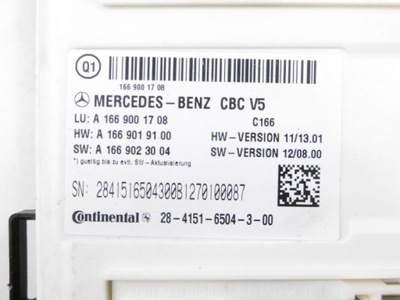 Q1
166 900 17 08
MERCEDES-BENZ CBC V5
LU: A 166 900 17 08 C166
HW: A 166 901 91 00 HW-VERSION 11/13.01
SW: A 166 902 30 04 SW-VERSION 12/08.00
*) gueltig bis zu evtl. SW-Aktualisierung
SN: 2841516504300B1270100087
Continental 28-4151-6504-3-00